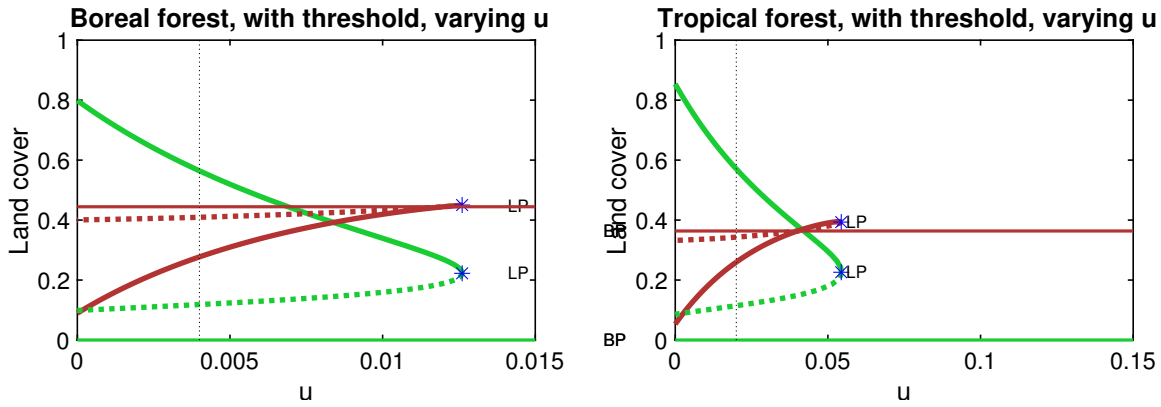 Boreal forest, with threshold, varying u
1
0.8
0.6
0.4
0.2
0
Land cover
LP
LP
0
0.005
0.01
0.015
u
Tropical forest, with threshold, varying u
1
0.8
0.6
0.4
0.2
0
Land cover
BP
BP
LP
LP
0
0.05
0.1
0.15
u